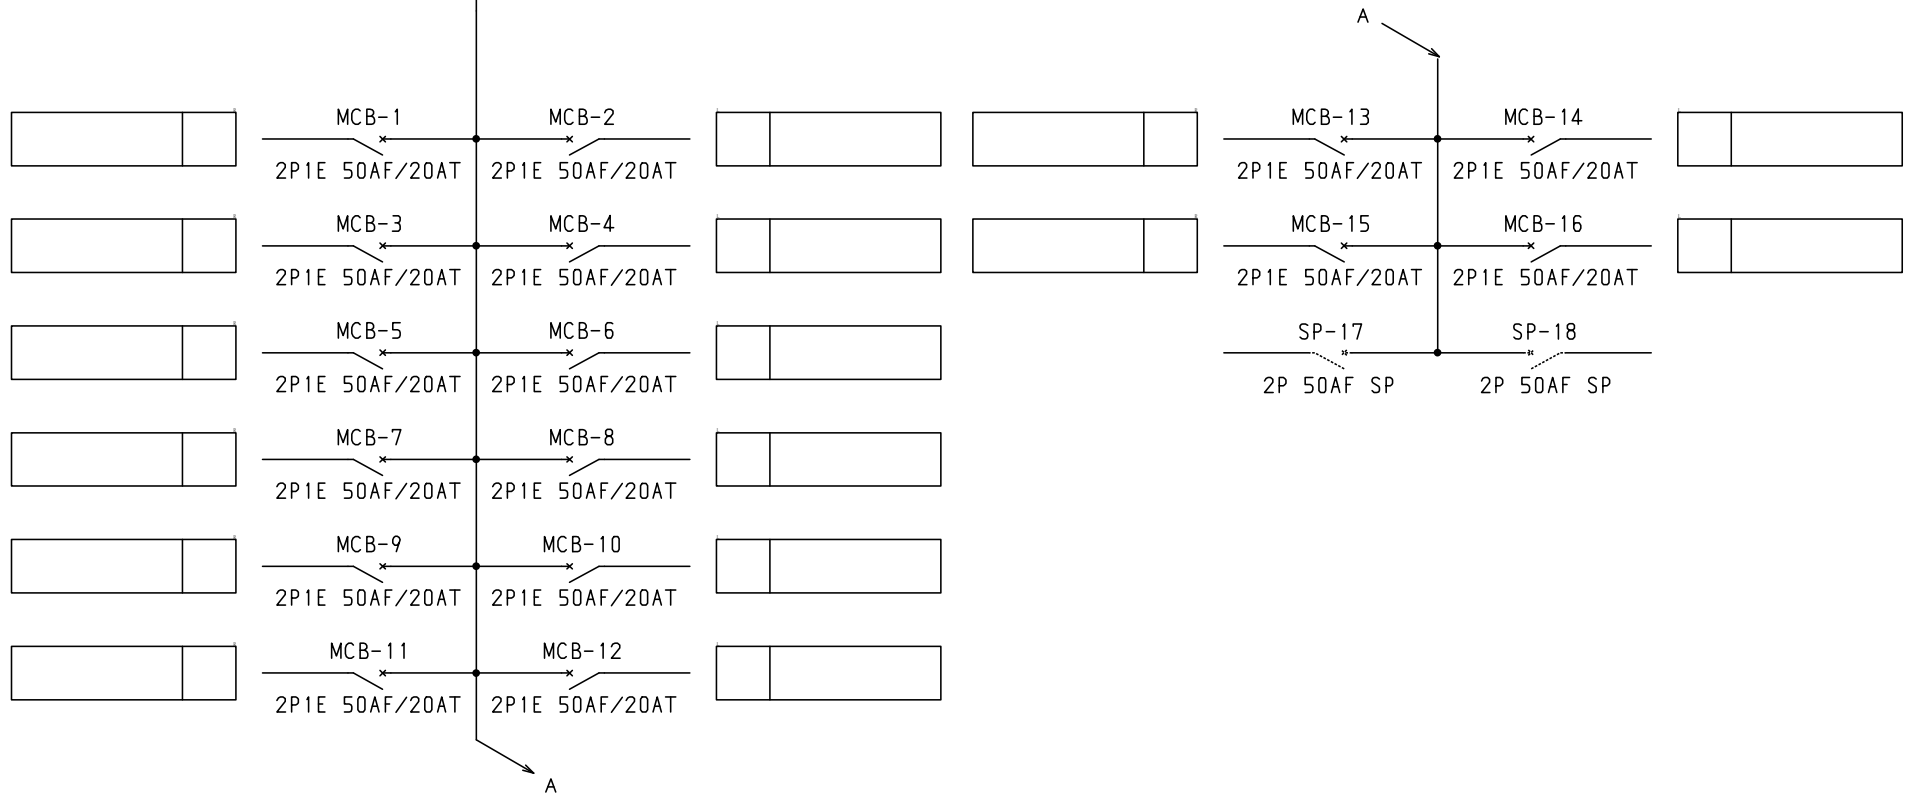 A
MCB-1 MCB-2
2P1E 50AF/20AT 2P1E 50AF/20AT
MCB-3 MCB-4
2P1E 50AF/20AT 2P1E 50AF/20AT
MCB-5 MCB-6
2P1E 50AF/20AT 2P1E 50AF/20AT
MCB-7 MCB-8
2P1E 50AF/20AT 2P1E 50AF/20AT
MCB-9 MCB-10
2P1E 50AF/20AT 2P1E 50AF/20AT
MCB-11 MCB-12
2P1E 50AF/20AT 2P1E 50AF/20AT
A
MCB-13 MCB-14
2P1E 50AF/20AT 2P1E 50AF/20AT
MCB-15 MCB-16
2P1E 50AF/20AT 2P1E 50AF/20AT
SP-17 SP-18
2P 50AF SP 2P 50AF SP